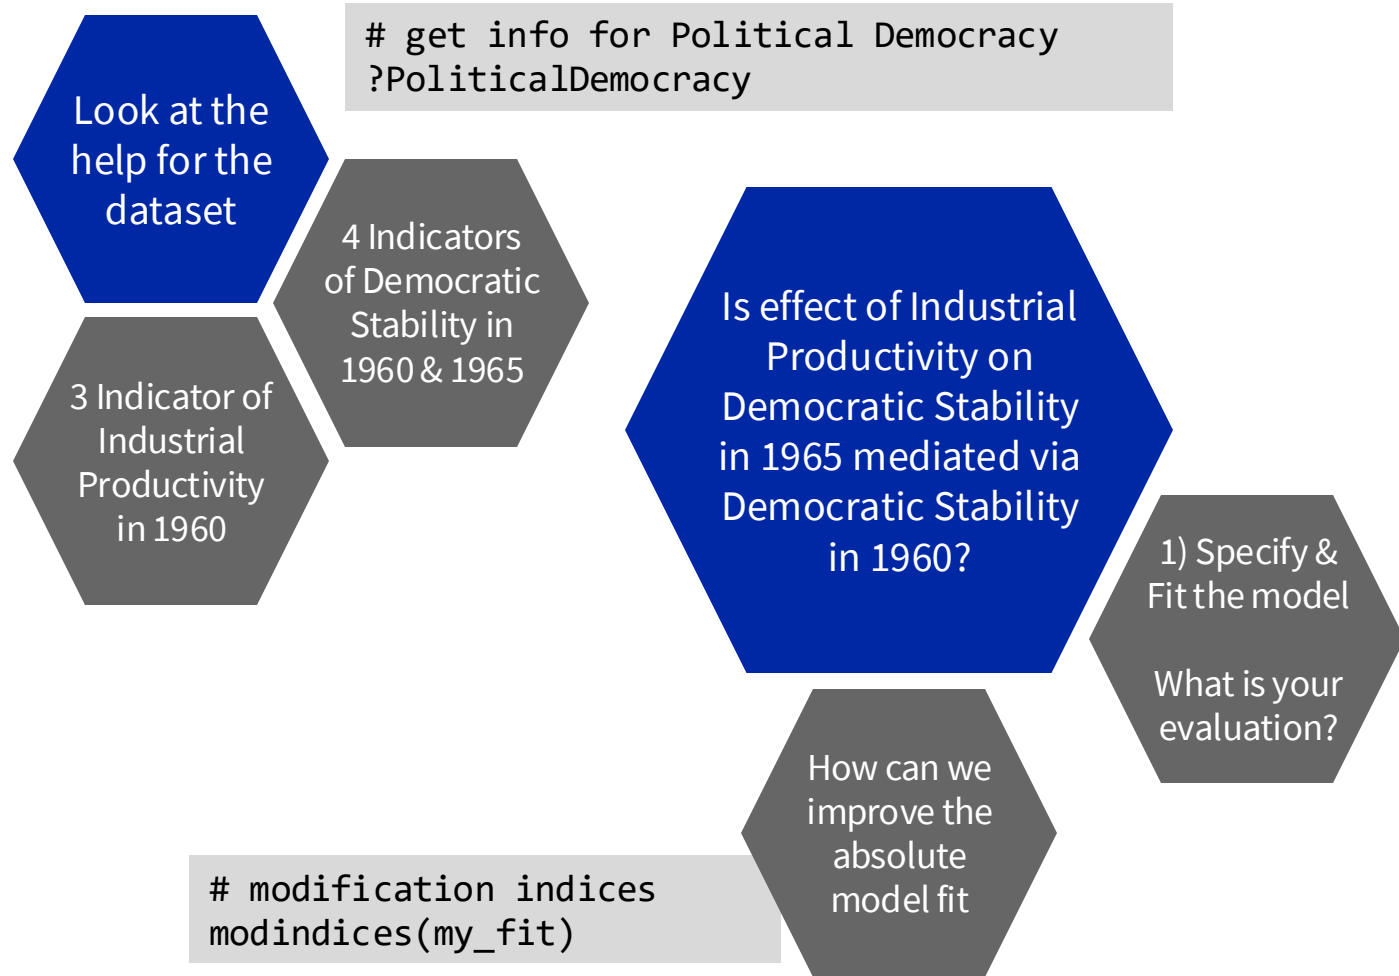 # get info for Political Democracy
?PoliticalDemocracy
Look at the
help for the
dataset
4 Indicators
of Democratic
Stability in
1960 & 1965
3 Indicator of
Industrial
Productivity
in 1960
Is effect of Industrial
Productivity on
Democratic Stability
in 1965 mediated via
Democratic Stability
in 1960?
1) Specify &
Fit the model
What is your
evaluation?
How can we
improve the
absolute
model fit
# modification indices
modindices(my_fit)